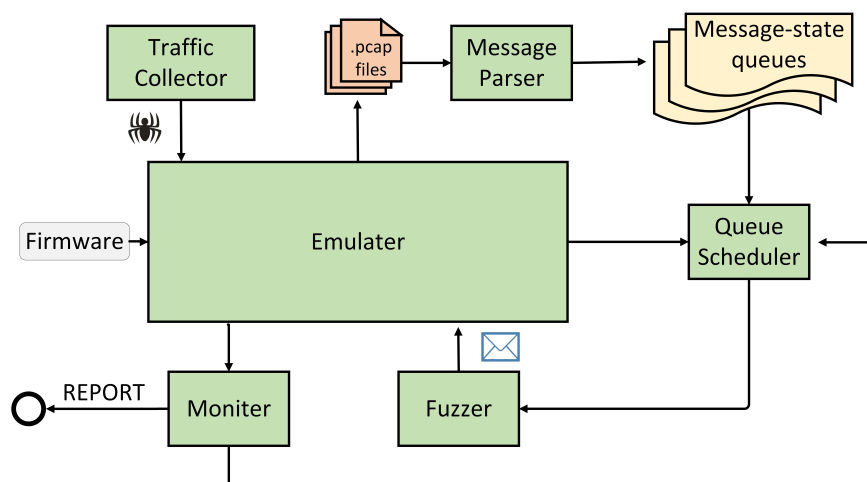 Traffic
Collector
.pcap
files
Message
Parser
Message-state
queues
Firmware
Emulater
Queue
Scheduler
REPORT
Moniter
Fuzzer